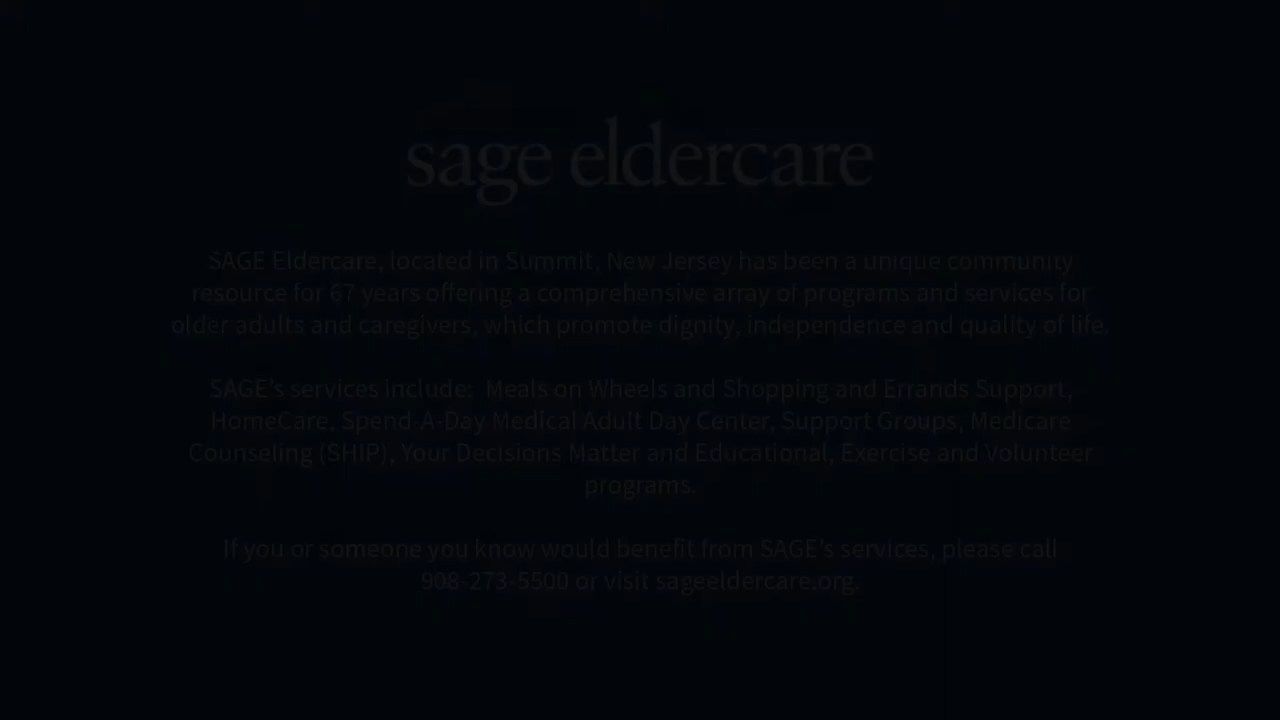 sage eldercare
SAGE Eldercare, located in Summit, New Jersey has been a unique community
resource for 67 years offering a comprehensive array of programs and services for
older adults and caregivers, which promote dignity, independence and quality of life.
SAGE's services include:  Meals on Wheels and Shopping and Errands Support,
HomeCare, Spend-A-Day Medical Adult Day Center, Support Groups, Medicare
Counseling (SHIP), Your Decisions Matter and Educational, Exercise and Volunteer
programs.
If you or someone you know would benefit from SAGE's services, please call
908-273-5500 or visit sageeldercare.org.